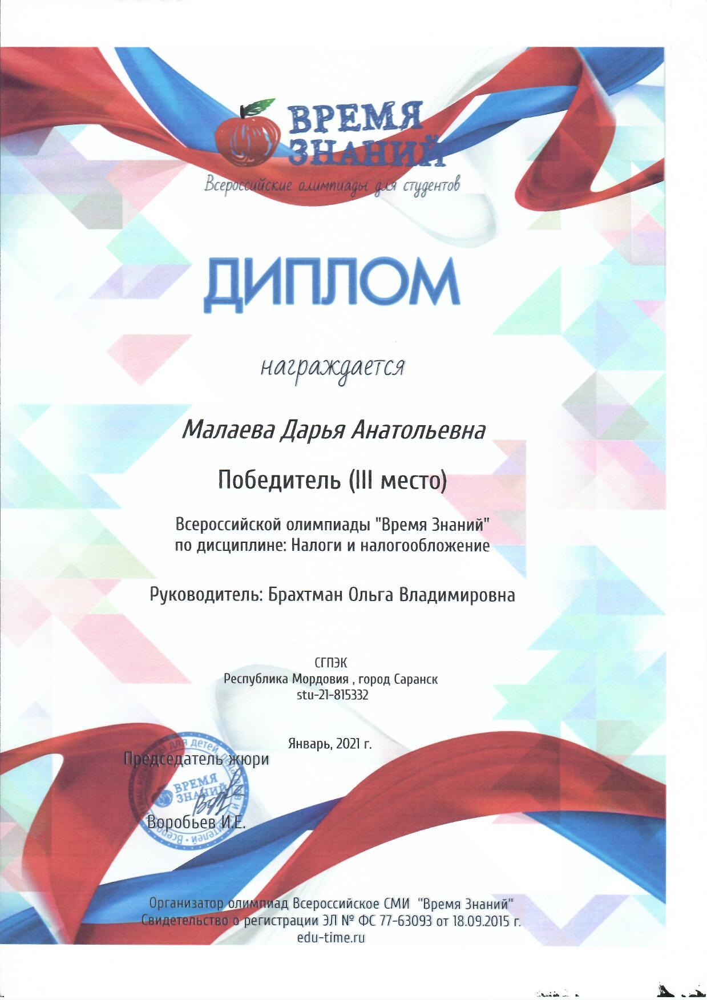 ВРЕМЯ
ЗНАНИЙ
Всероссийские олимпиады для студентов
ДИПЛОМ
награждается
Малаева Дарья Анатольевна
Победитель (III место)
Всероссийской олимпиады "Время Знаний"
по дисциплине: Налоги и налогообложение
Руководитель: Брахтман Ольга Владимировна
СГПЭК
Республика Мордовия , город Саранск
stu-21-815332
Январь, 2021 г.
Председатель жюри
ВРЕМЯ
ЗНАНИЙ
Воробьев И.Е.
Организатор олимпиад Всероссийское СМИ "Время Знаний"
Свидетельство о регистрации ЭЛ № ФС 77-63093 от 18.09.2015 г.
edu-time.ru